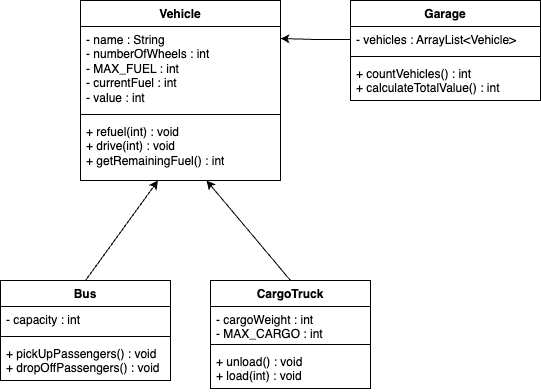 Vehicle
- name : String
- numberOfWheels : int
- MAX_FUEL : int
- currentFuel : int
- value : int
+ refuel(int) : void
+ drive(int) : void
+ getRemainingFuel() : int
Garage
- vehicles : ArrayList<Vehicle>
+ countVehicles() : int
+ calculateTotalValue() : int
Bus
- capacity : int
+ pickUpPassengers() : void
+ dropOffPassengers() : void
CargoTruck
- cargoWeight : int
- MAX_CARGO : int
+ unload() : void
+ load(int) : void